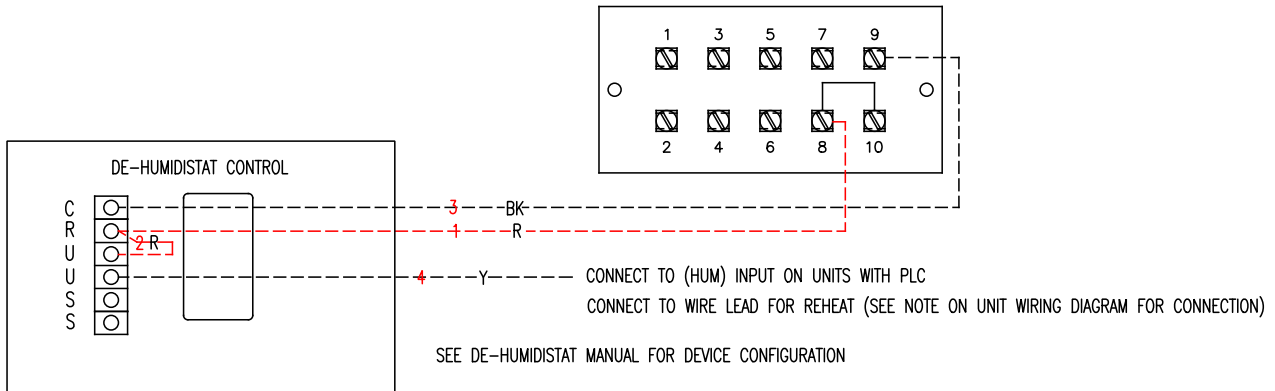 1 3 5 7 9
2 4 6 8 10
DE-HUMIDISTAT CONTROL
C 3 BK
R 1 R
2 R
U
U 4 Y CONNECT TO (HUM) INPUT ON UNITS WITH PLC
S CONNECT TO WIRE LEAD FOR REHEAT (SEE NOTE ON UNIT WIRING DIAGRAM FOR CONNECTION)
S
SEE DE-HUMIDISTAT MANUAL FOR DEVICE CONFIGURATION